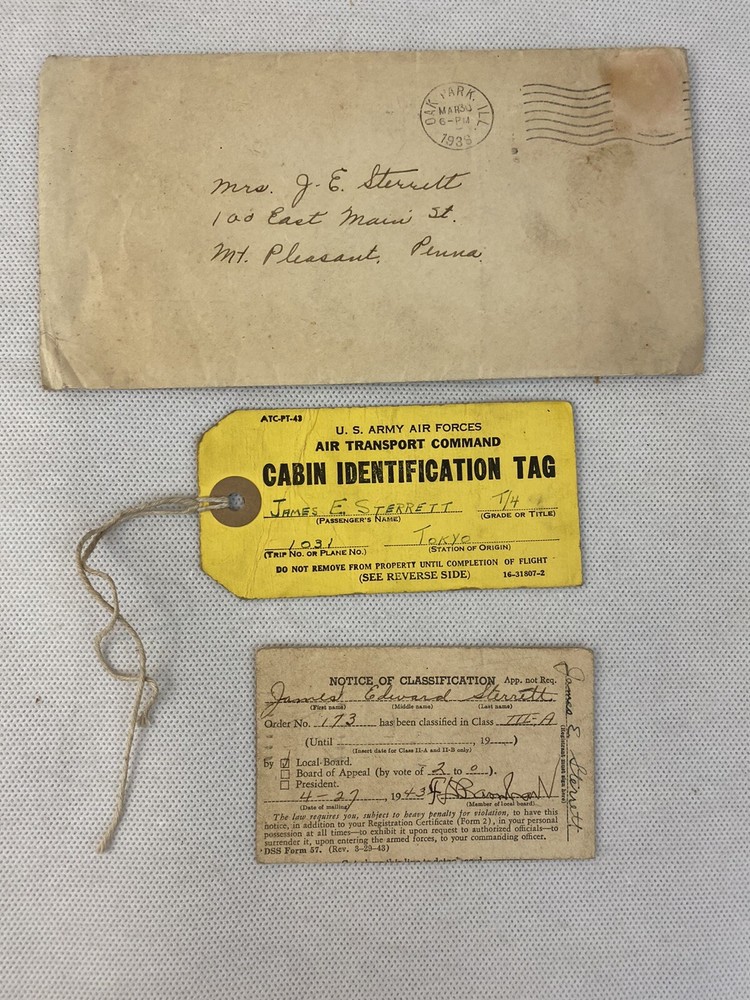 OAK PARK, ILL.
MAR 30
6-PM
1938
Mrs. J. E. Sterrett
100 East Main St.
Mt. Pleasant, Penna.
ATC-PT-43
U. S. ARMY AIR FORCES
AIR TRANSPORT COMMAND
CABIN IDENTIFICATION TAG
JAMES E. STERRETT T/4
(PASSENGER'S NAME) (GRADE OR TITLE)
1031 TOKYO
(TRIP NO. OR PLANE NO.) (STATION OF ORIGIN)
DO NOT REMOVE FROM PROPERTY UNTIL COMPLETION OF FLIGHT
(SEE REVERSE SIDE) 16-31807-2
NOTICE OF CLASSIFICATION App. not Req.
James Edward Sterrett
(First name) (Middle name) (Last name)
Order No. 173 has been classified in Class III-A
(Until , 19 )
(Insert date for Class II-A and II-B only)
by Local Board.
Board of Appeal (by vote of 2 to 0).
President.
4-27, 1943
(Date of mailing) (Member of local board)
The law requires you, subject to heavy penalty for violation, to have this
notice, in addition to your Registration Certificate (Form 2), in your personal
possession at all times—to exhibit it upon request to authorized officials—to
surrender it, upon entering the armed forces, to your commanding officer.
DSS Form 57. (Rev. 3-29-43)
James E. Sterrett
(Registrant must sign here)